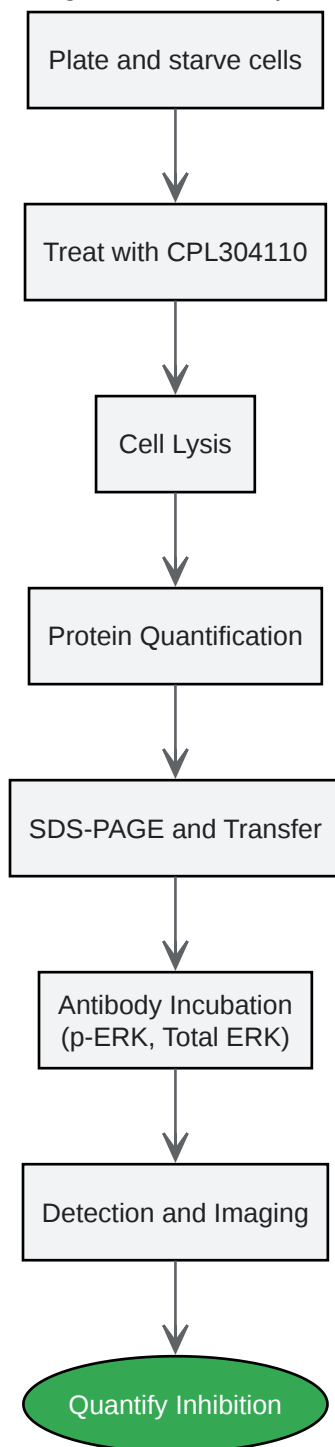 Plate and starve cells
Treat with CPL304110
Cell Lysis
Protein Quantification
SDS-PAGE and Transfer
Antibody Incubation
(p-ERK, Total ERK)
Detection and Imaging
Quantify Inhibition